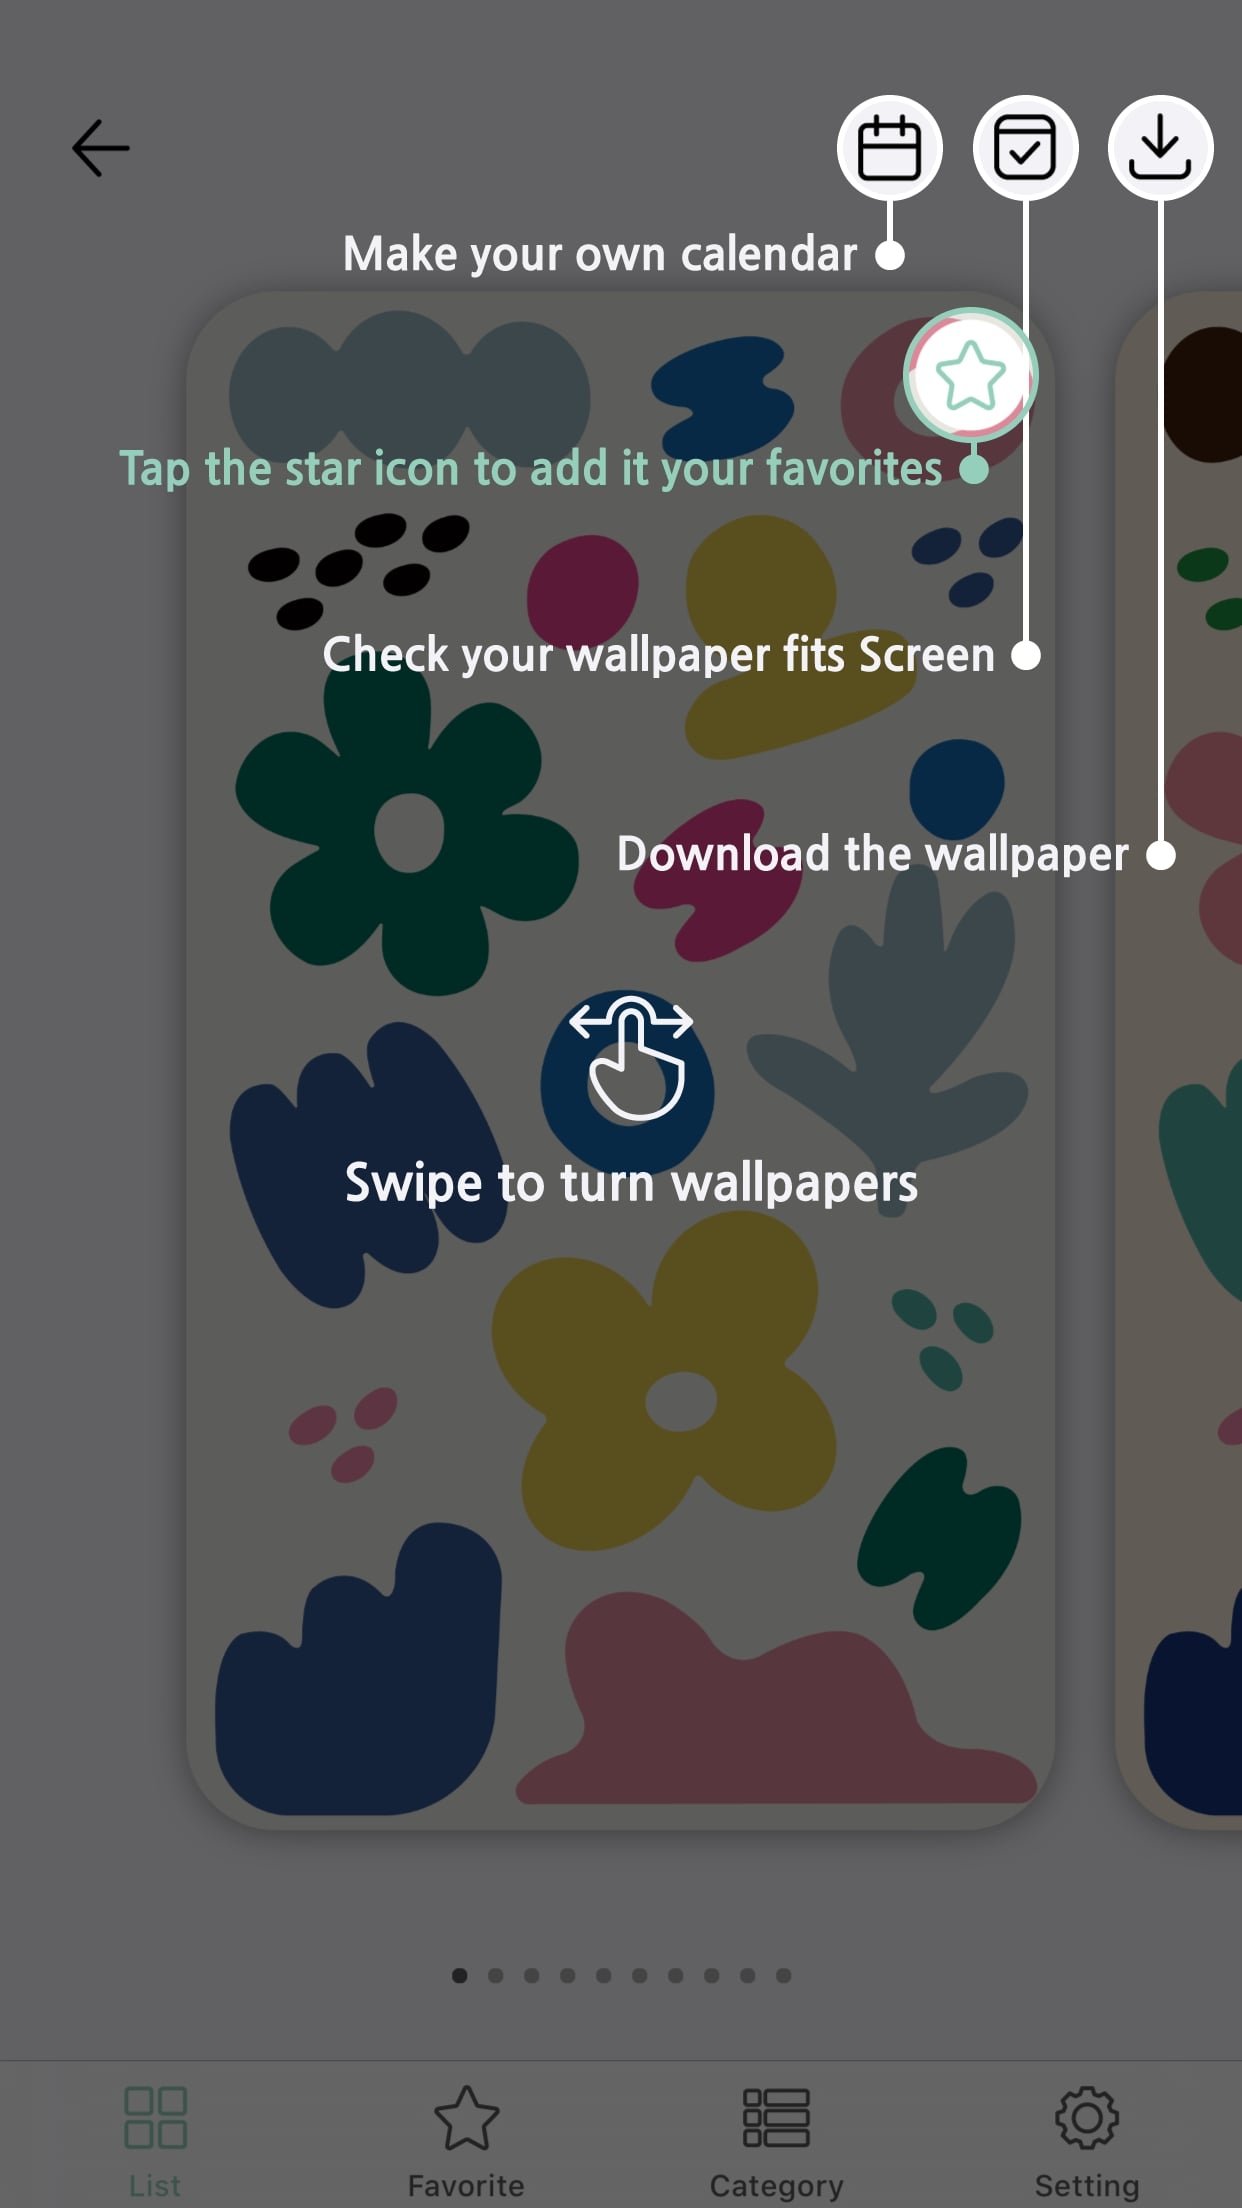 Make your own calendar
Tap the star icon to add it your favorites
Check your wallpaper fits Screen
Download the wallpaper
Swipe to turn wallpapers
List
Favorite
Category
Setting